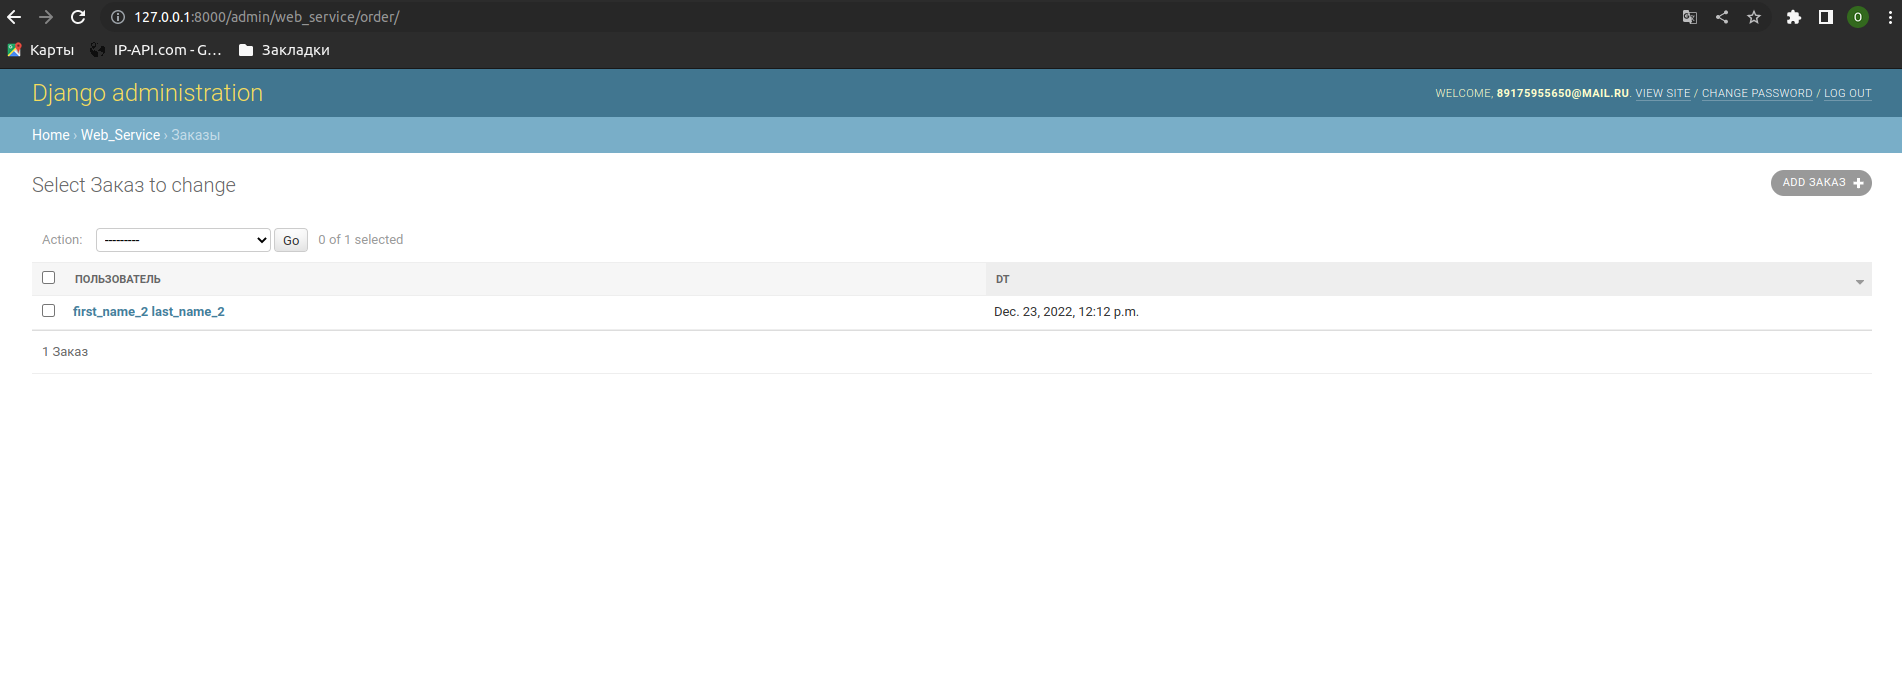 127.0.0.1:8000/admin/web_service/order/
O
Карты IP-API.com - G... Закладки
Django administration
WELCOME, 89175955650@MAIL.RU. VIEW SITE / CHANGE PASSWORD / LOG OUT
Home › Web_Service › Заказы
Select Заказ to change
ADD ЗАКАЗ
Action: --------- Go 0 of 1 selected
ПОЛЬЗОВАТЕЛЬ DT
first_name_2 last_name_2 Dec. 23, 2022, 12:12 p.m.
1 Заказ